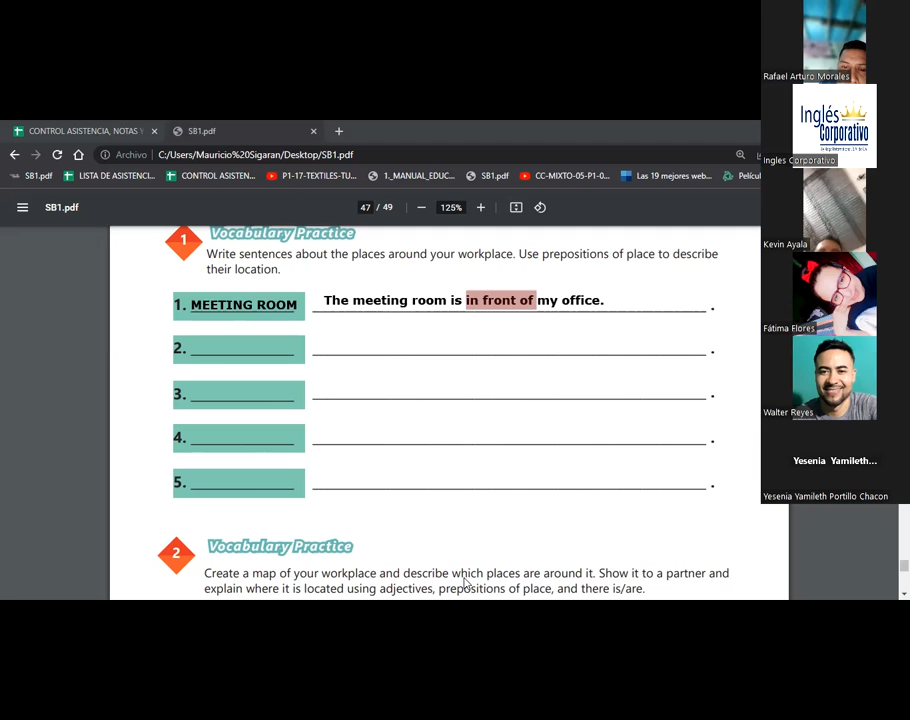 Rafael Arturo Morales
Inglés
Corporativo
Ingles Corporativo
Kevin Ayala
Fátima Flores
Walter Reyes
Yesenia Yamileth...
Yesenia Yamileth Portillo Chacon
CONTROL ASISTENCIA, NOTAS Y
SB1.pdf
Archivo C:/Users/Mauricio%20Sigaran/Desktop/SB1.pdf
SB1.pdf LISTA DE ASISTENCI... CONTROL ASISTEN... P1-17-TEXTILES-TU... 1._MANUAL_EDUC... SB1.pdf CC-MIXTO-05-P1-0... Las 19 mejores web... Películ
SB1.pdf 47 / 49 125%
1 Vocabulary Practice
Write sentences about the places around your workplace. Use prepositions of place to describe
their location.
1. MEETING ROOM The meeting room is in front of my office. .
2. ____________ .
3. ____________ .
4. ____________ .
5. ____________ .
2 Vocabulary Practice
Create a map of your workplace and describe which places are around it. Show it to a partner and
explain where it is located using adjectives, prepositions of place, and there is/are.